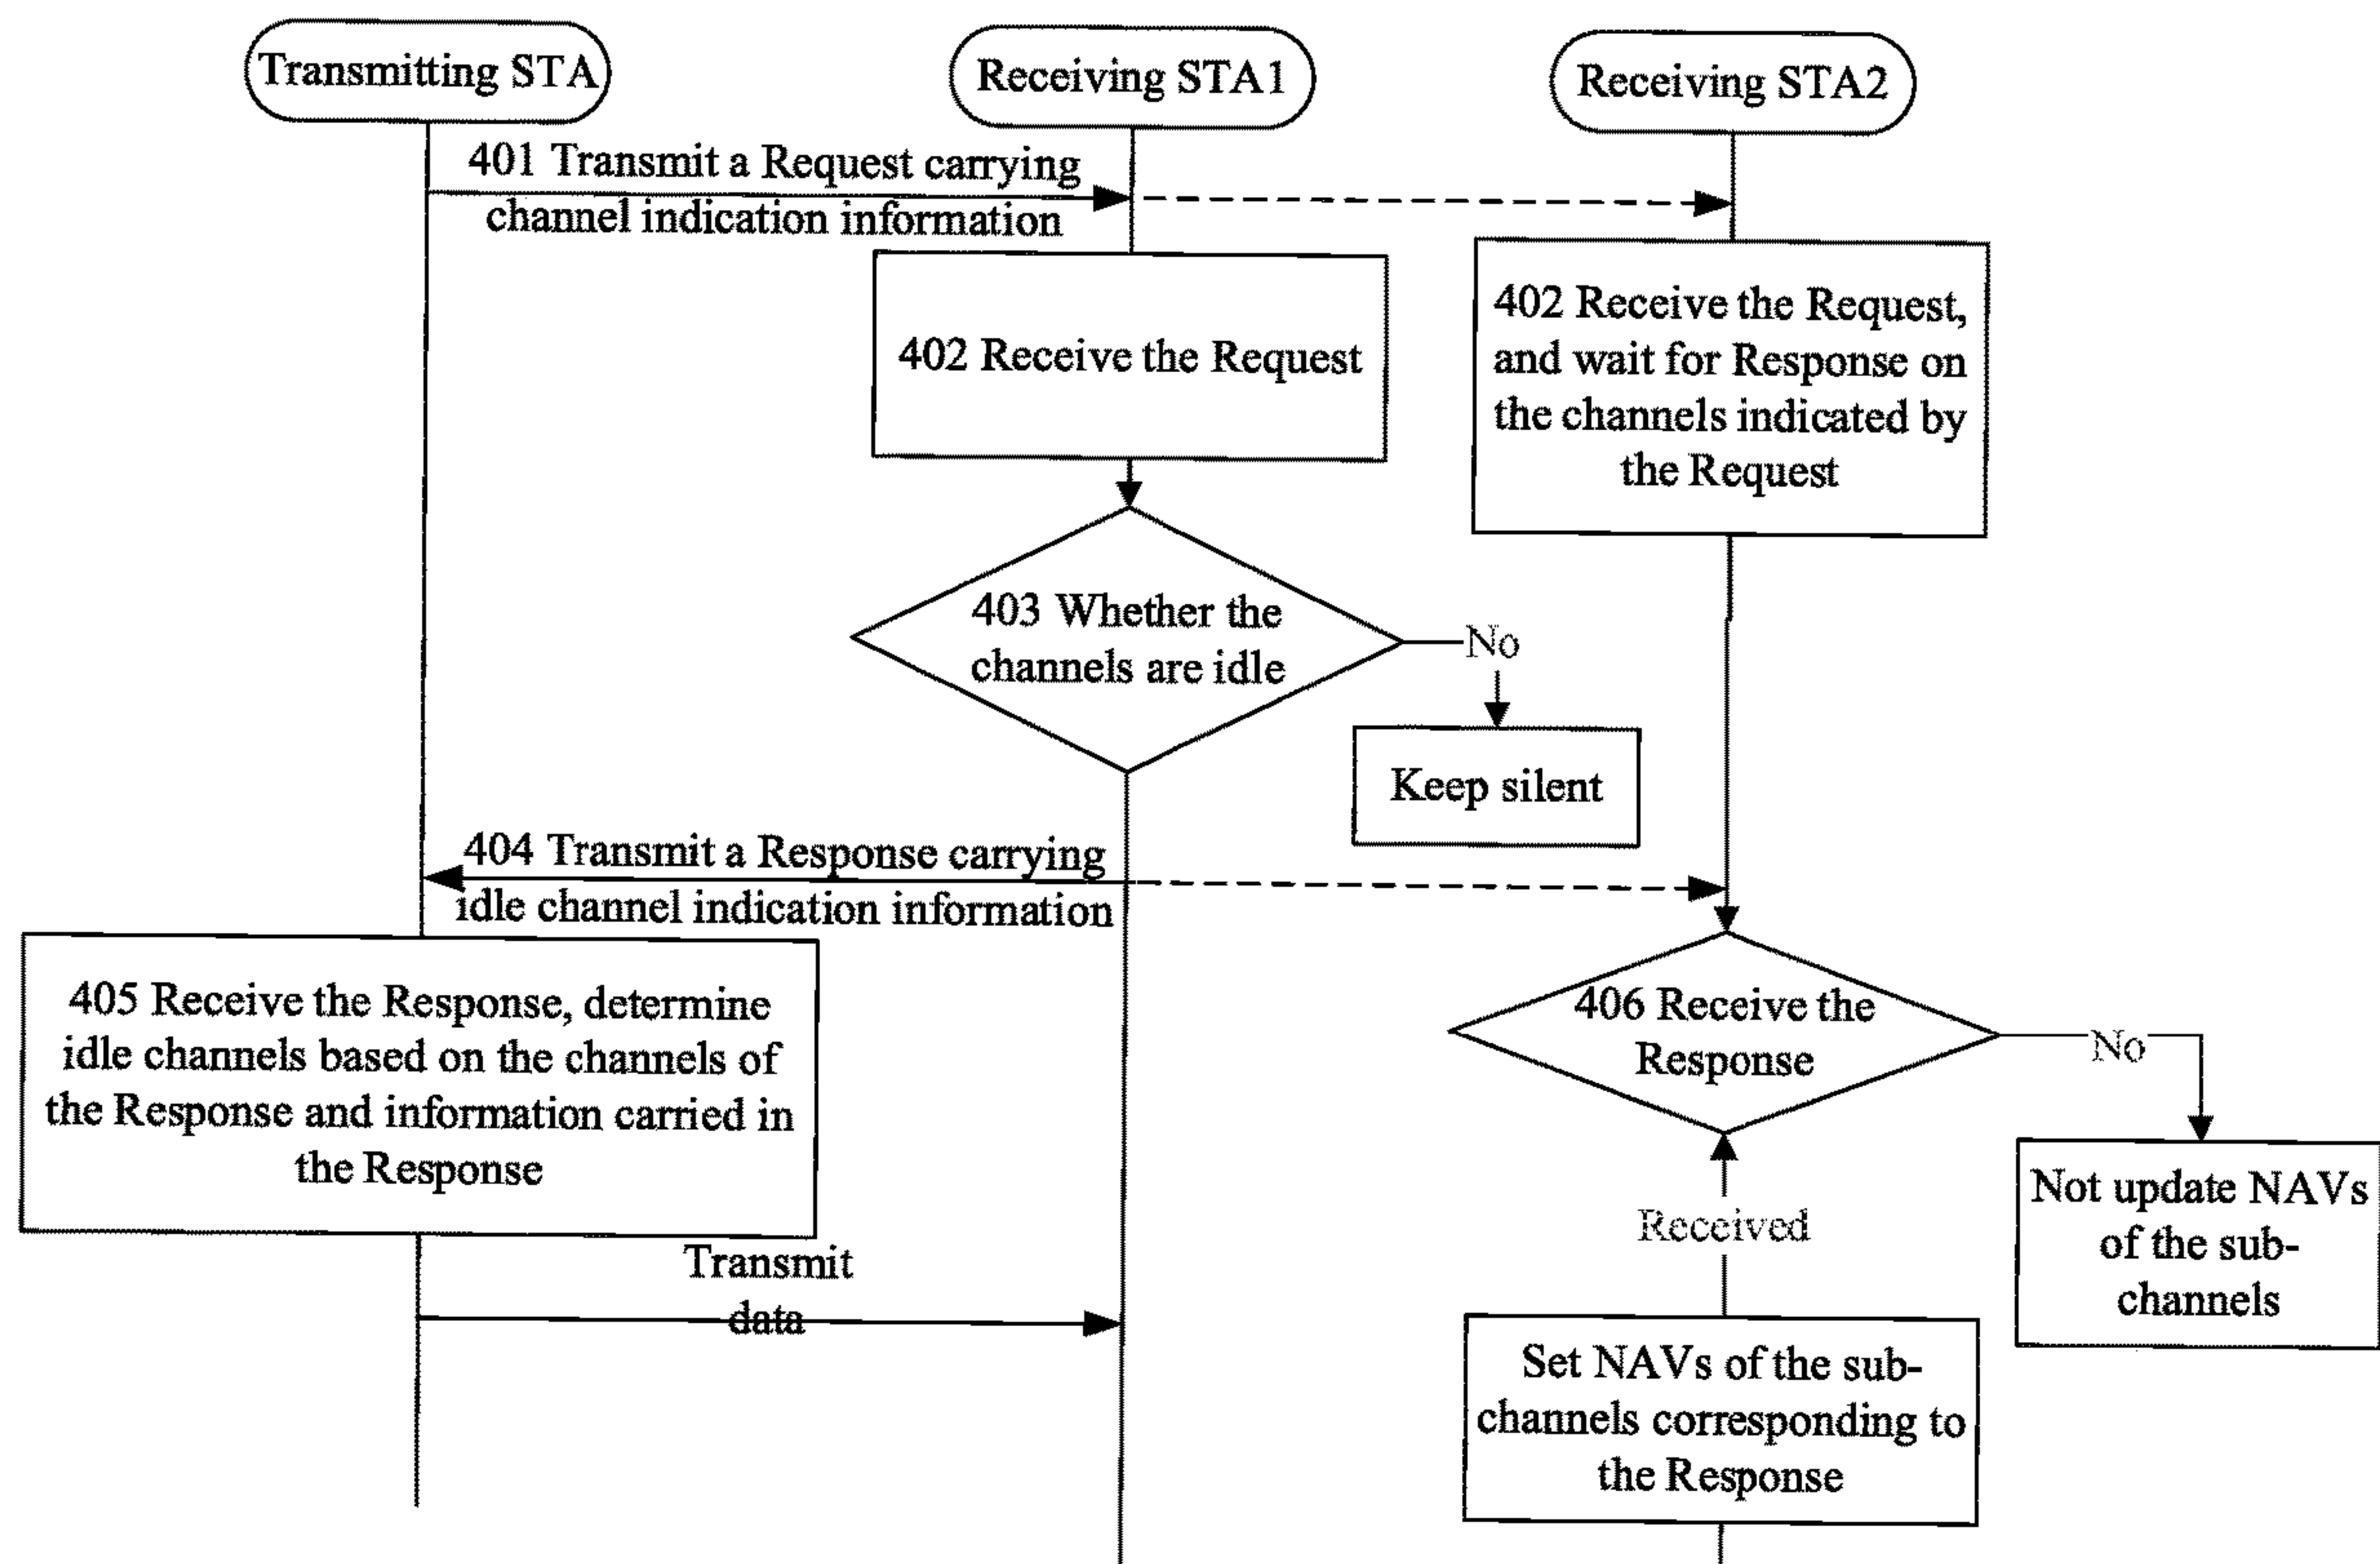 Transmitting STA
Receiving STA1
Receiving STA2
401 Transmit a Request carrying
channel indication information
402 Receive the Request
402 Receive the Request,
and wait for Response on
the channels indicated by
the Request
403 Whether the
channels are idle
No
Keep silent
404 Transmit a Response carrying
idle channel indication information
405 Receive the Response, determine
idle channels based on the channels of
the Response and information carried in
the Response
406 Receive the
Response
No
Not update NAVs
of the sub-
channels
Received
Transmit
data
Set NAVs of the sub-
channels corresponding to
the Response